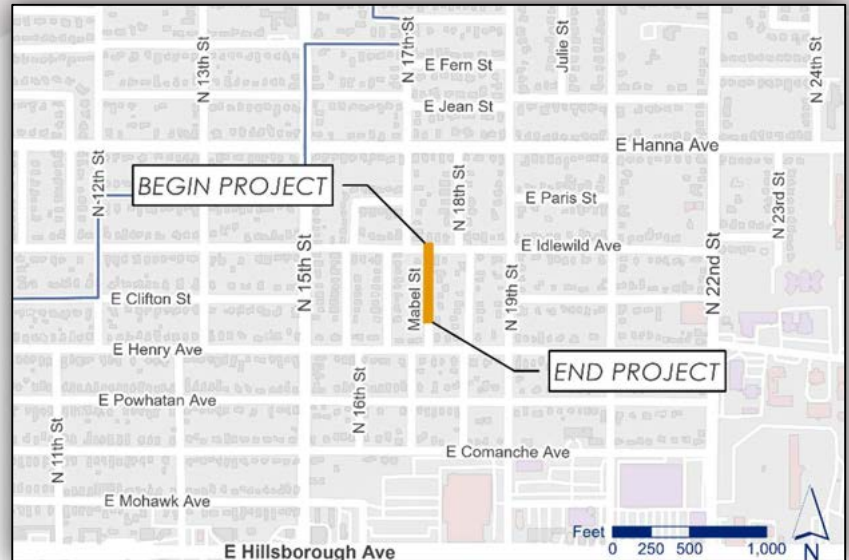 N 17th St
N 13th St
E Fern St
Julie St
N 24th St
E Jean St
E Hanna Ave
N 12th St
BEGIN PROJECT
N 18th St
E Paris St
N 23rd St
N 15th St
E Idlewild Ave
N 22nd St
E Clifton St
Mabel St
N 19th St
E Henry Ave
END PROJECT
E Powhatan Ave
N 16th St
N 11th St
E Comanche Ave
E Mohawk Ave
Feet
0 250 500 1,000
N
E Hillsborough Ave